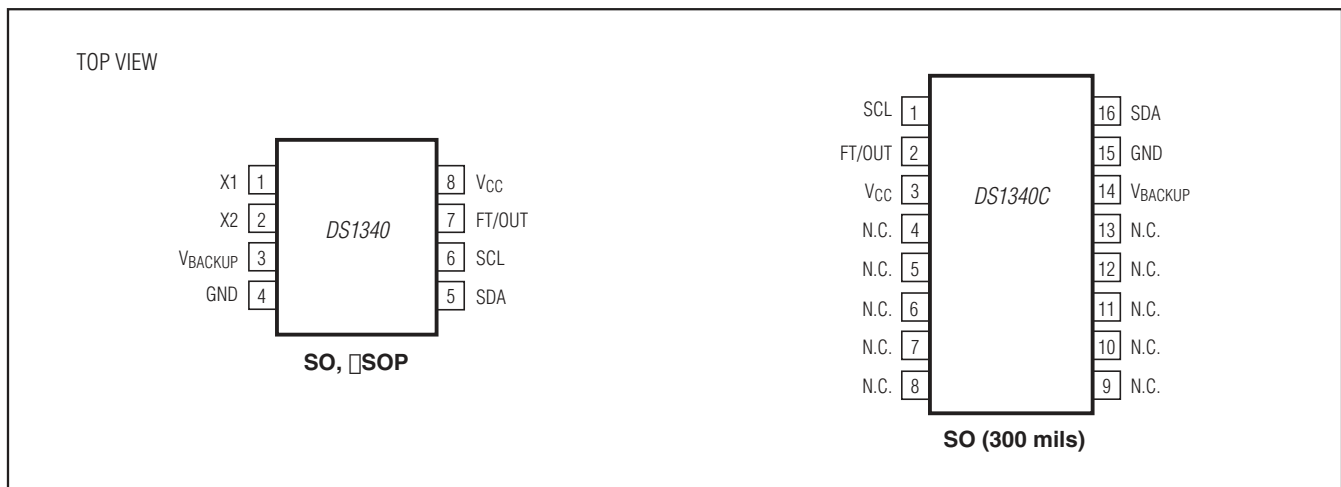 TOP VIEW
X1 1
X2 2
VBACKUP 3
GND 4
DS1340
8 VCC
7 FT/OUT
6 SCL
5 SDA
SO, □SOP
SCL 1
FT/OUT 2
VCC 3
N.C. 4
N.C. 5
N.C. 6
N.C. 7
N.C. 8
DS1340C
16 SDA
15 GND
14 VBACKUP
13 N.C.
12 N.C.
11 N.C.
10 N.C.
9 N.C.
SO (300 mils)